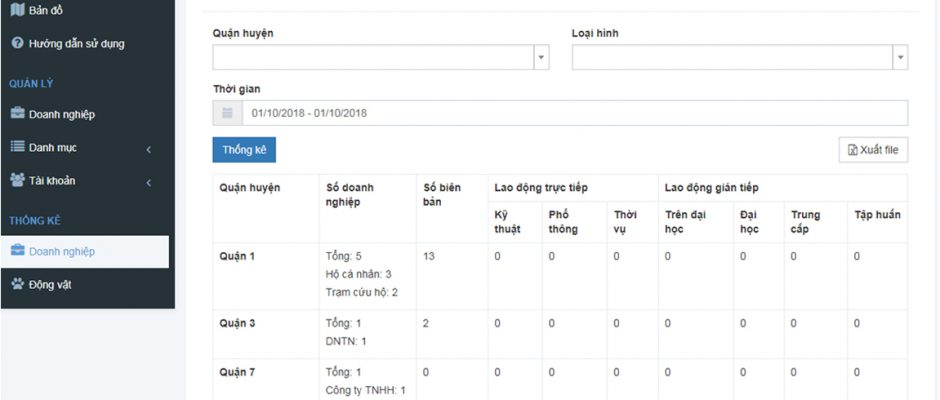 Bản đồ
Hướng dẫn sử dụng
QUẢN LÝ
Doanh nghiệp
Danh mục
Tài khoản
THỐNG KÊ
Doanh nghiệp
Động vật
Quận huyện
Loại hình
Thời gian
01/10/2018 - 01/10/2018
Thống kê
Xuất file
Quận huyện
Số doanh
nghiệp
Số biên
bản
Lao động trực tiếp
Lao động gián tiếp
Kỹ
thuật
Phổ
thông
Thời
vụ
Trên đại
học
Đại
học
Trung
cấp
Tập huấn
Quận 1
Tổng: 5
Hộ cá nhân: 3
Trạm cứu hộ: 2
13
0
0
0
0
0
0
0
Quận 3
Tổng: 1
DNTN: 1
2
0
0
0
0
0
0
0
Quận 7
Tổng: 1
Công ty TNHH: 1
0
0
0
0
0
0
0
0